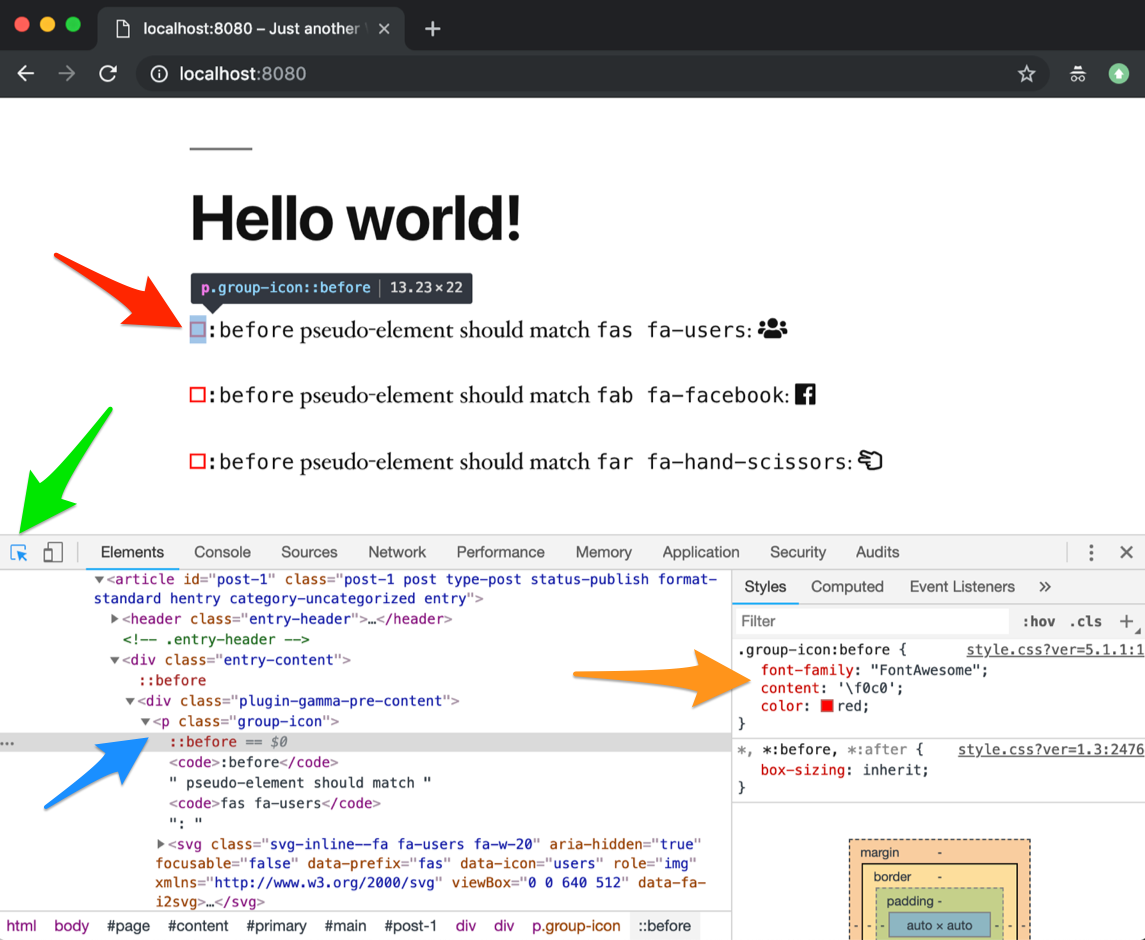 localhost:8080 – Just another
localhost:8080
Hello world!
p.group-icon::before 13.23 × 22
:before pseudo-element should match fas fa-users:
:before pseudo-element should match fab fa-facebook:
:before pseudo-element should match far fa-hand-scissors:
Elements Console Sources Network Performance Memory Application Security Audits
▼<article id="post-1" class="post-1 post type-post status-publish format-
standard hentry category-uncategorized entry">
▶<header class="entry-header">…</header>
<!-- .entry-header -->
▼<div class="entry-content">
::before
▼<div class="plugin-gamma-pre-content">
▼<p class="group-icon">
::before == $0
<code>:before</code>
" pseudo-element should match "
<code>fas fa-users</code>
": "
▶<svg class="svg-inline--fa fa-users fa-w-20" aria-hidden="true"
focusable="false" data-prefix="fas" data-icon="users" role="img"
xmlns="http://www.w3.org/2000/svg" viewBox="0 0 640 512" data-fa-
i2svg>…</svg>
html body #page #content #primary #main #post-1 div div p.group-icon ::before
Styles Computed Event Listeners »
Filter :hov .cls +
.group-icon:before { style.css?ver=5.1.1:1
font-family: "FontAwesome";
content: '\f0c0';
color: red;
}
*, *:before, *:after { style.css?ver=1.3:2476
box-sizing: inherit;
}
margin -
border -
padding -
- - - auto × auto - - -